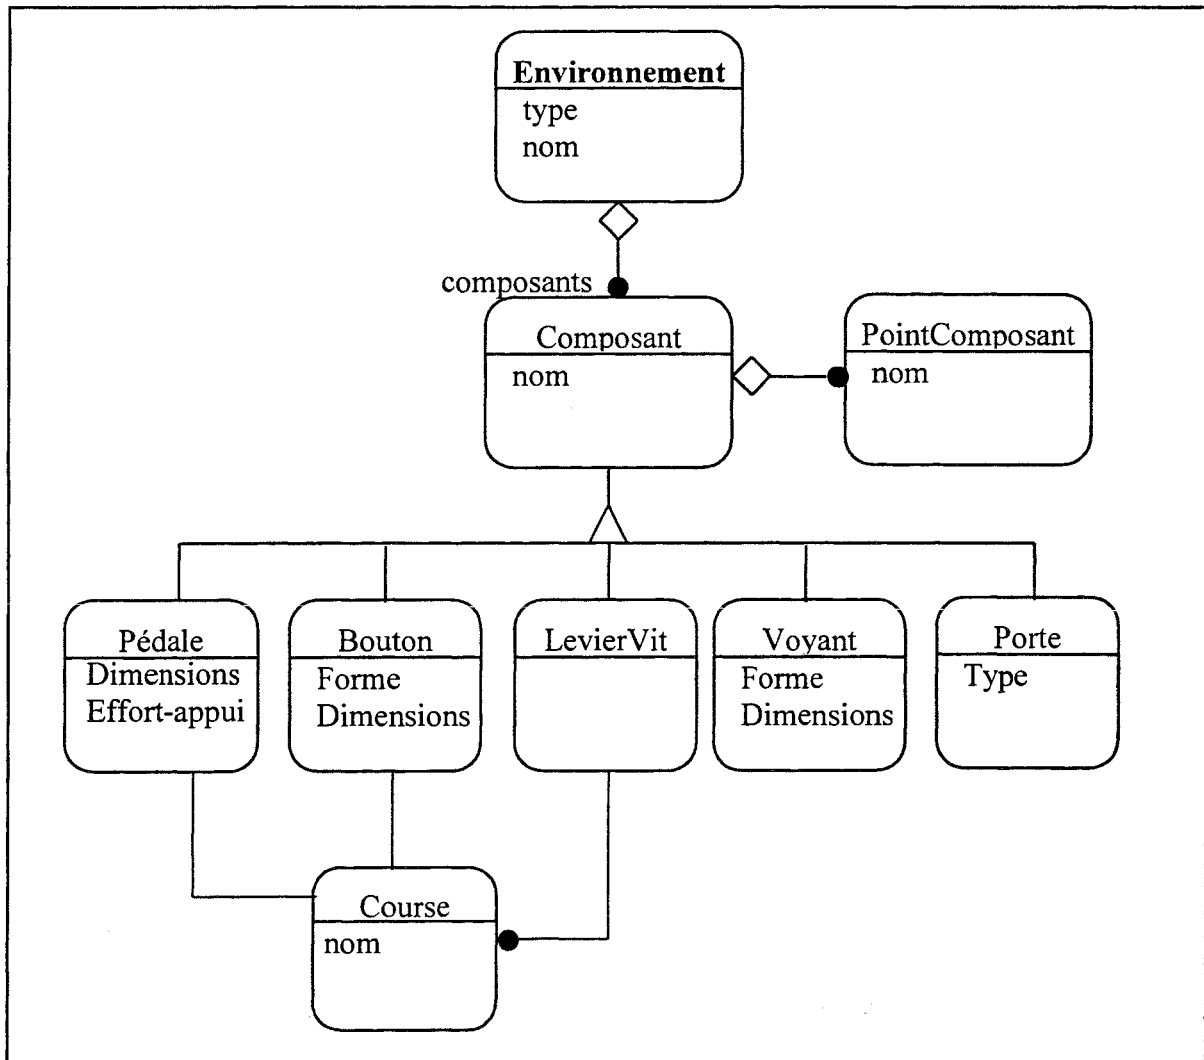 Environnement
type
nom
composants
Composant
nom
PointComposant
nom
Pédale
Dimensions
Effort-appui
Bouton
Forme
Dimensions
LevierVit
Voyant
Forme
Dimensions
Porte
Type
Course
nom